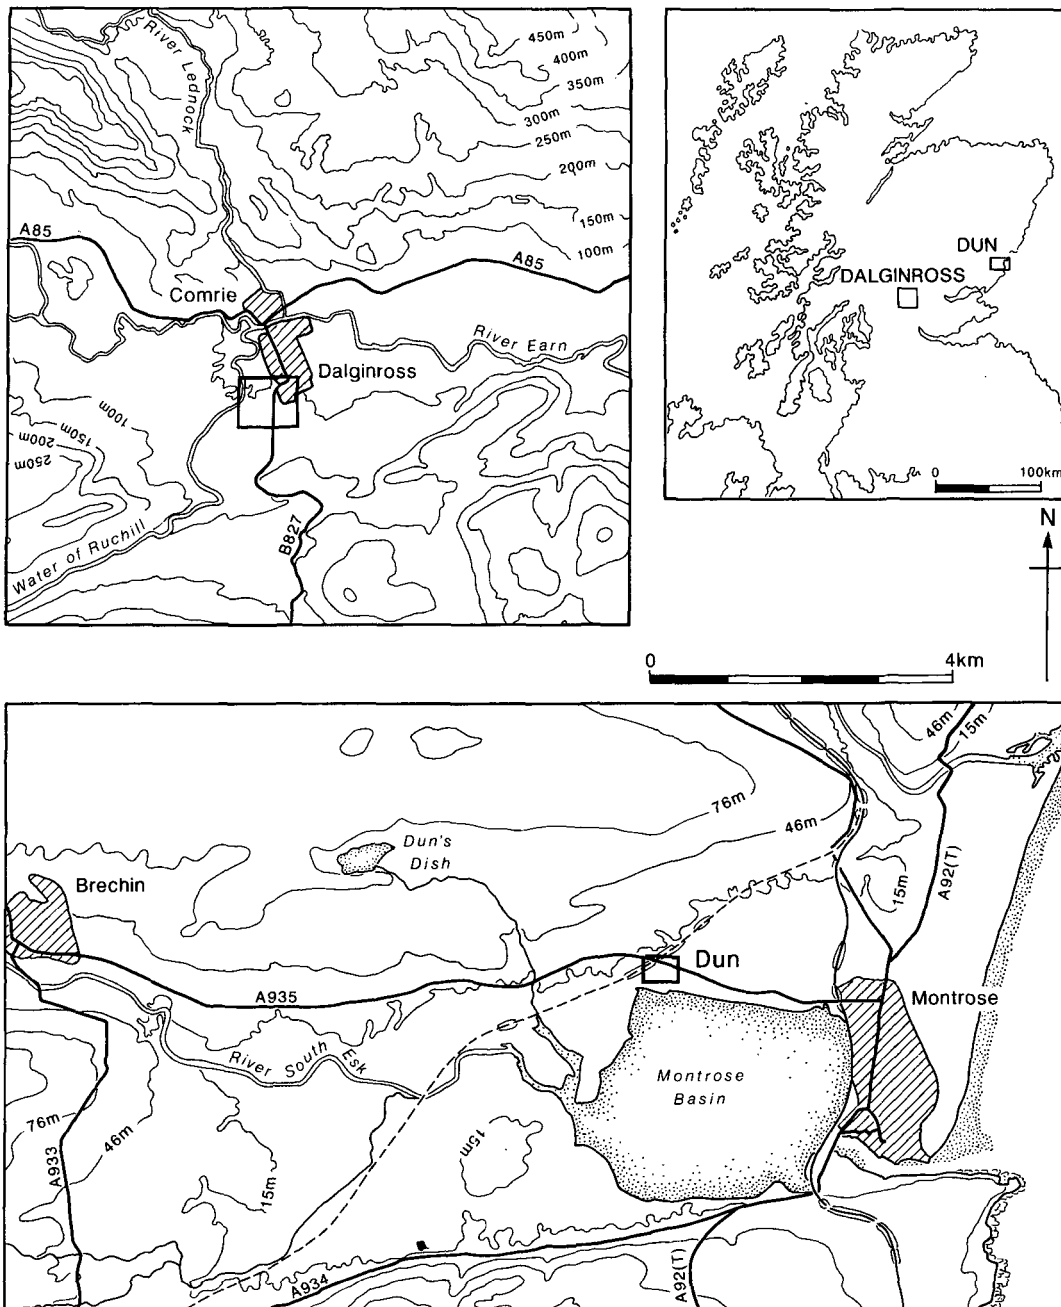 River Lednock
450m
400m
350m
300m
250m
200m
150m
100m
A85
A85
Comrie
River Earn
Dalginross
100m
150m
200m
250m
Water of Ruchill
B827
DUN
DALGINROSS
0 100km
N
0 4km
46m
15m
76m
46m
Dun's
Dish
Brechin
15m
A92(T)
Dun
A935
Montrose
River South Esk
Montrose
Basin
76m
46m
A933
15m
15m
A934
A92(T)